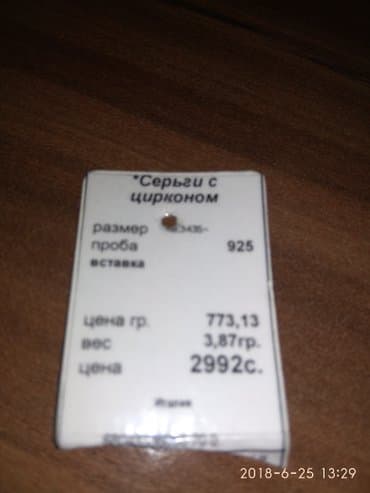 *Серьги с
цирконом
размер
проба 925
вставка
цена гр. 773,13
вес 3,87гр.
цена 2992с.
Италия
2018-6-25 13:29